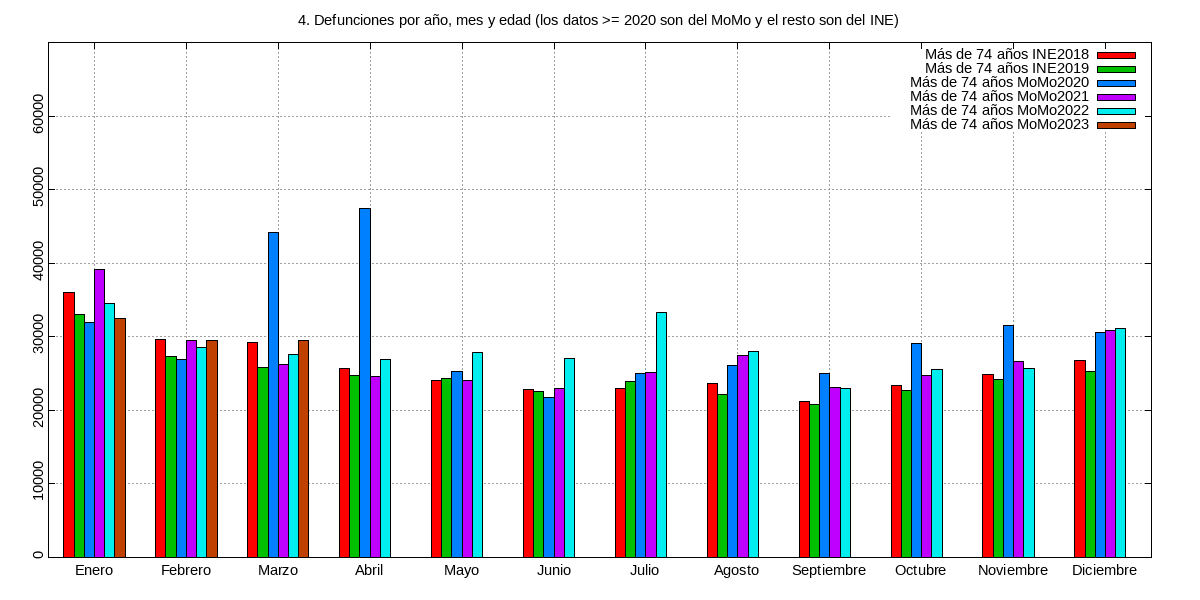 4. Defunciones por año, mes y edad (los datos >= 2020 son del MoMo y el resto son del INE)
Más de 74 años INE2018
Más de 74 años INE2019
Más de 74 años MoMo2020
Más de 74 años MoMo2021
Más de 74 años MoMo2022
Más de 74 años MoMo2023
60000
50000
40000
30000
20000
10000
0
Enero Febrero Marzo Abril Mayo Junio Julio Agosto Septiembre Octubre Noviembre Diciembre